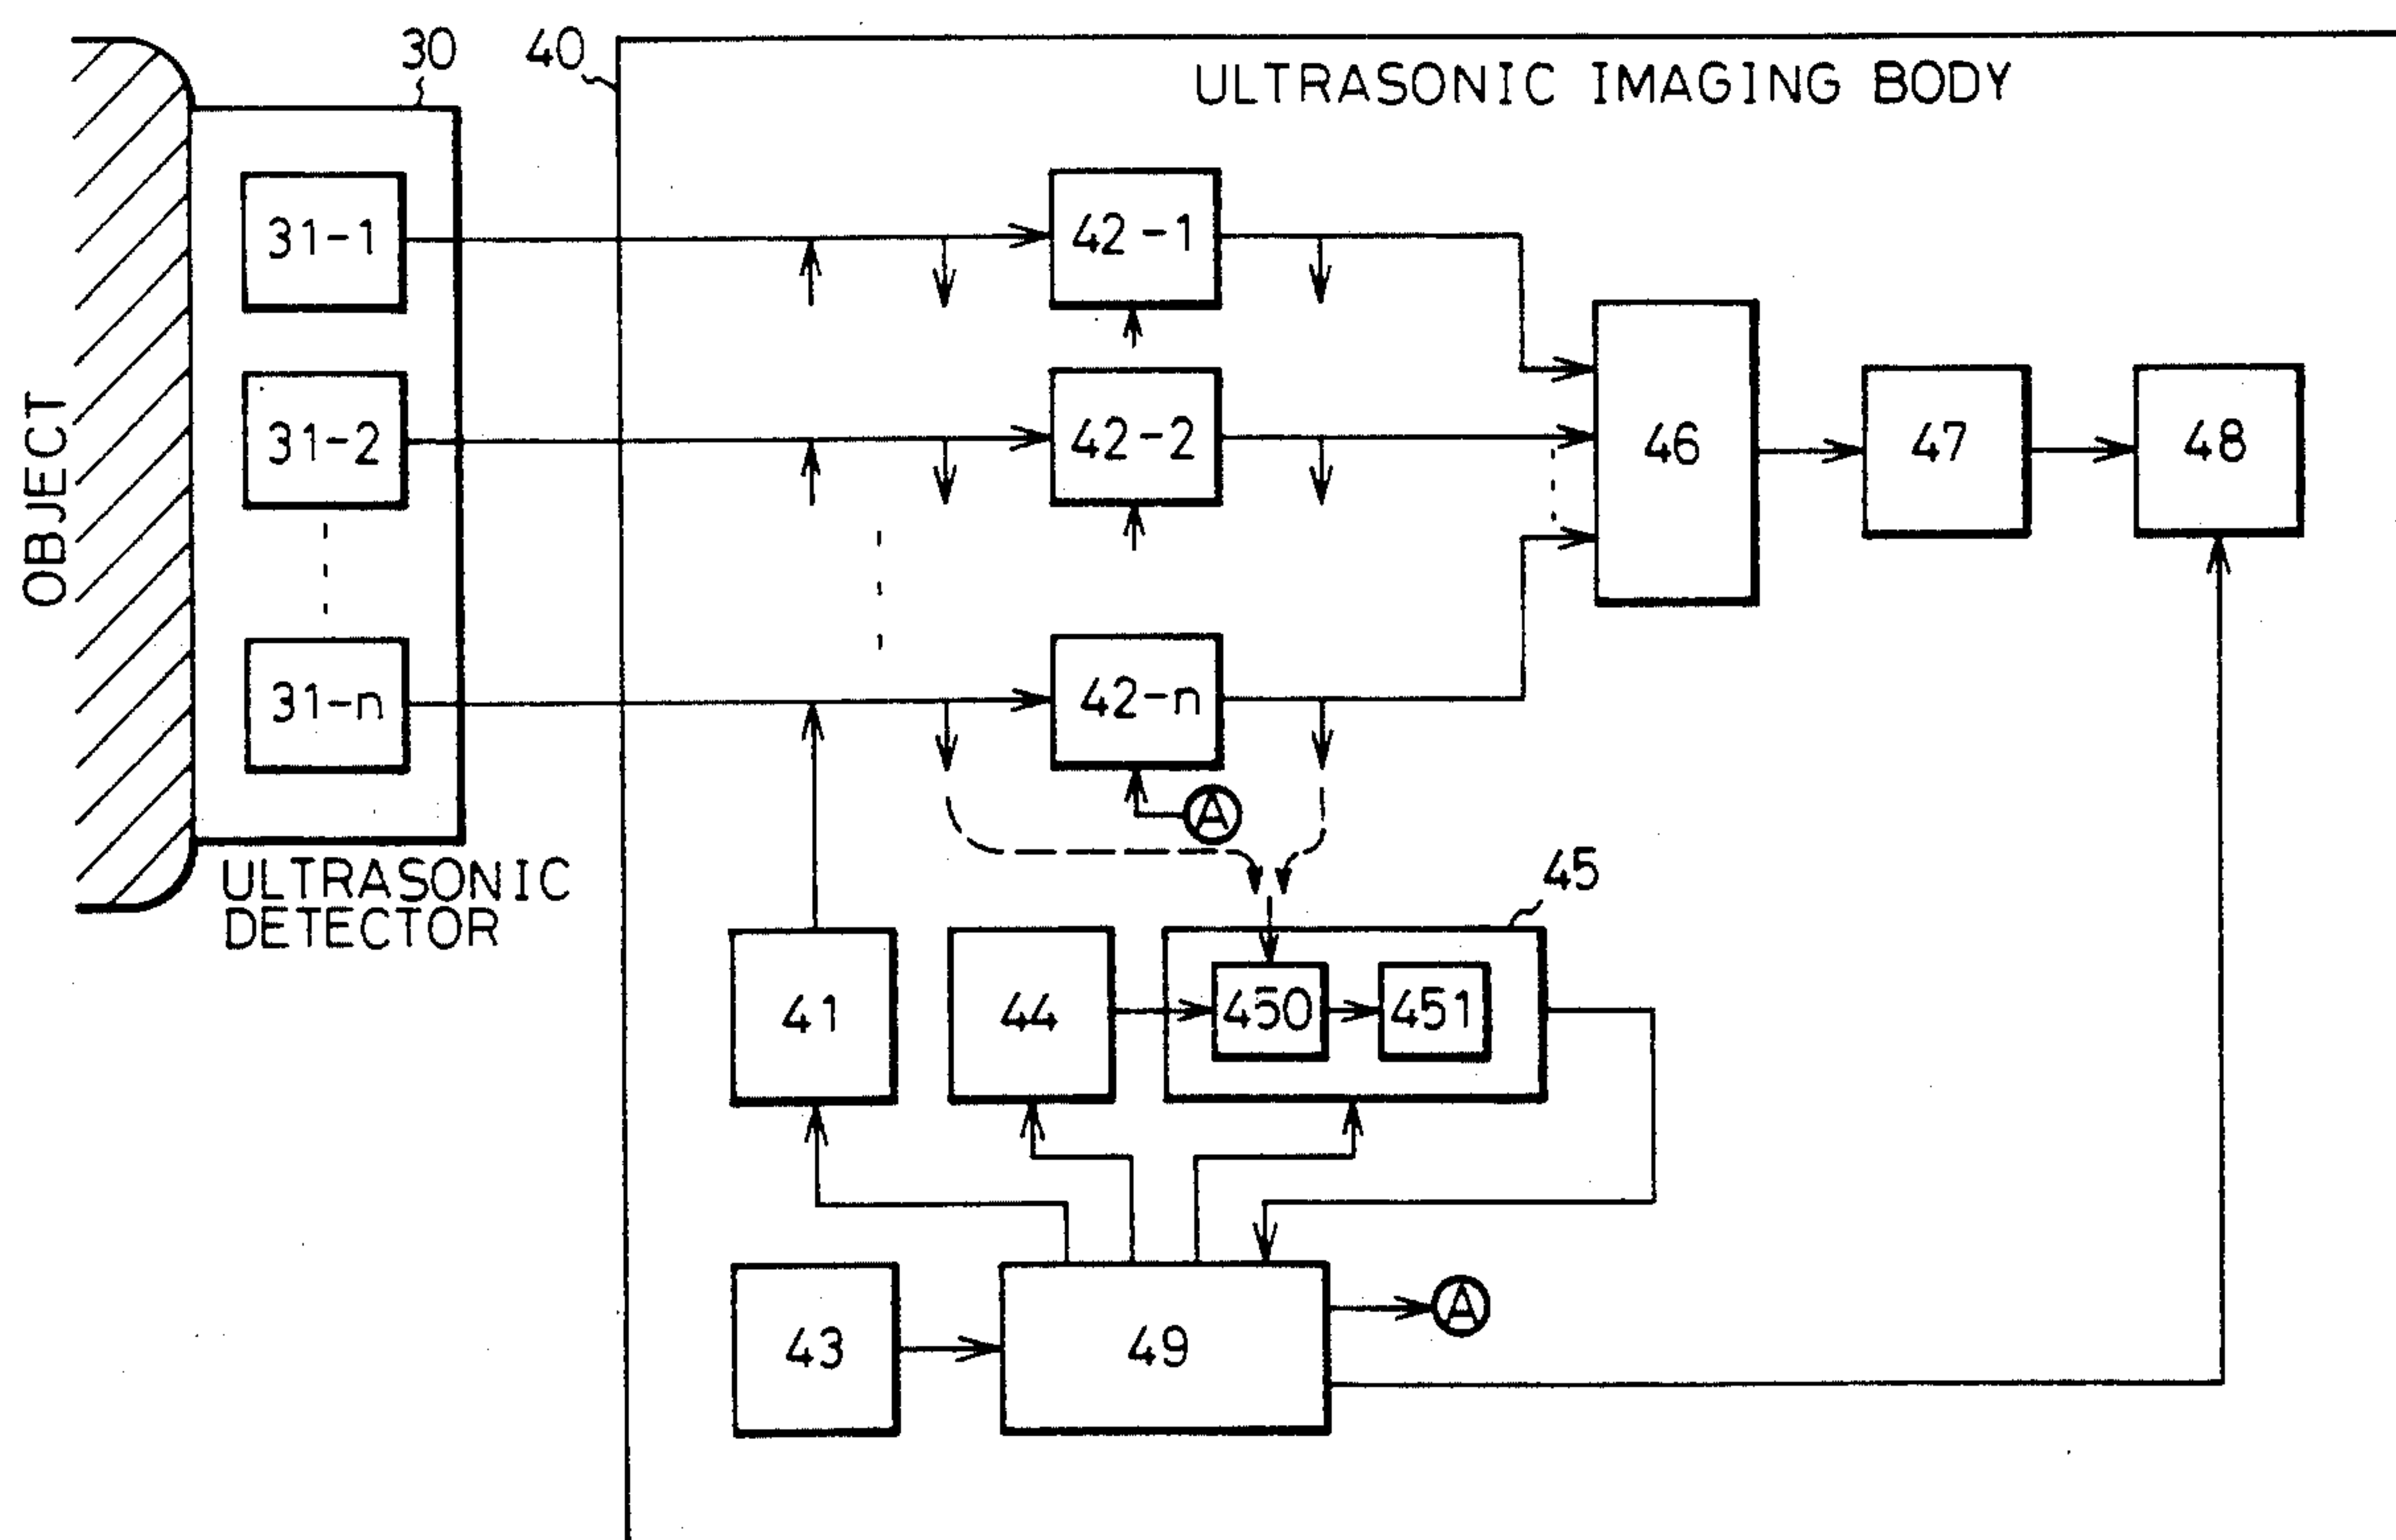 30
40
ULTRASONIC IMAGING BODY
31-1
42-1
31-2
42-2
46
47
48
OBJECT
31-n
42-n
A
ULTRASONIC
DETECTOR
45
41
44
450
451
43
49
A